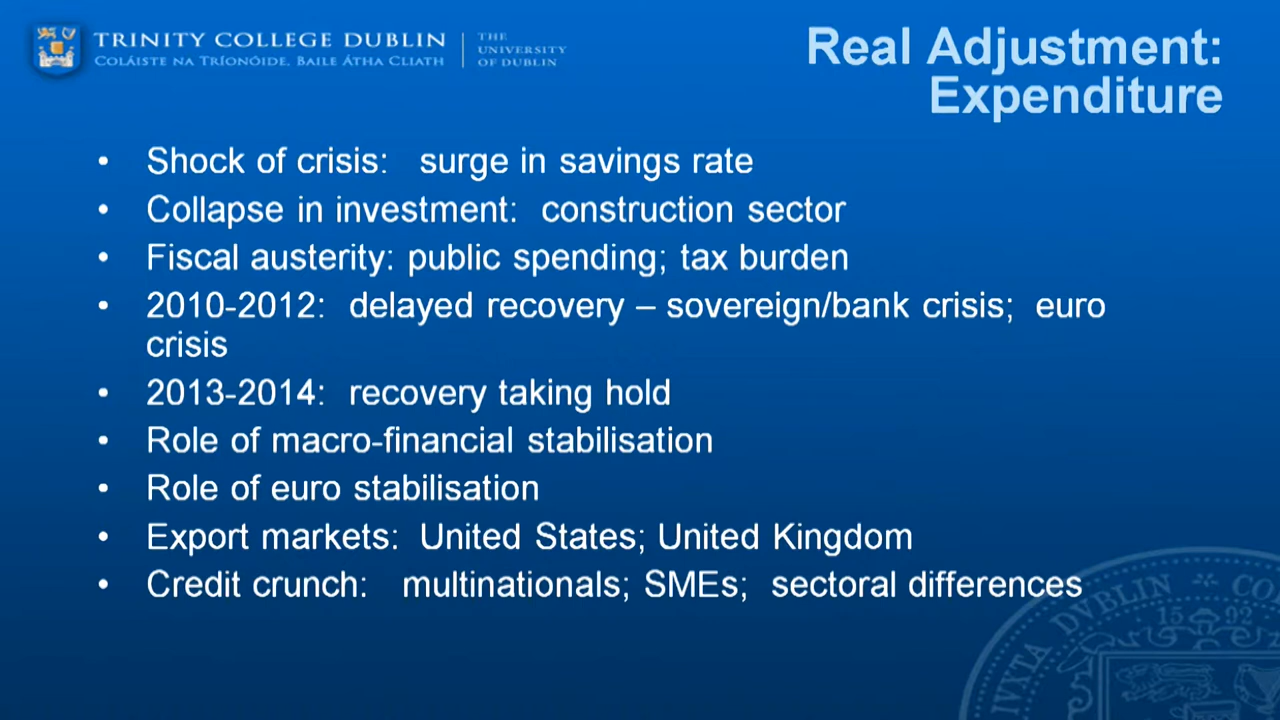 TRINITY COLLEGE DUBLIN
COLÁISTE NA TRÍONÓIDE, BAILE ÁTHA CLIATH
THE
UNIVERSITY
OF DUBLIN
Real Adjustment:
Expenditure
• Shock of crisis: surge in savings rate
• Collapse in investment: construction sector
• Fiscal austerity: public spending; tax burden
• 2010-2012: delayed recovery – sovereign/bank crisis; euro
crisis
• 2013-2014: recovery taking hold
• Role of macro-financial stabilisation
• Role of euro stabilisation
• Export markets: United States; United Kingdom
• Credit crunch: multinationals; SMEs; sectoral differences
IVXTA DVBLIN
1592